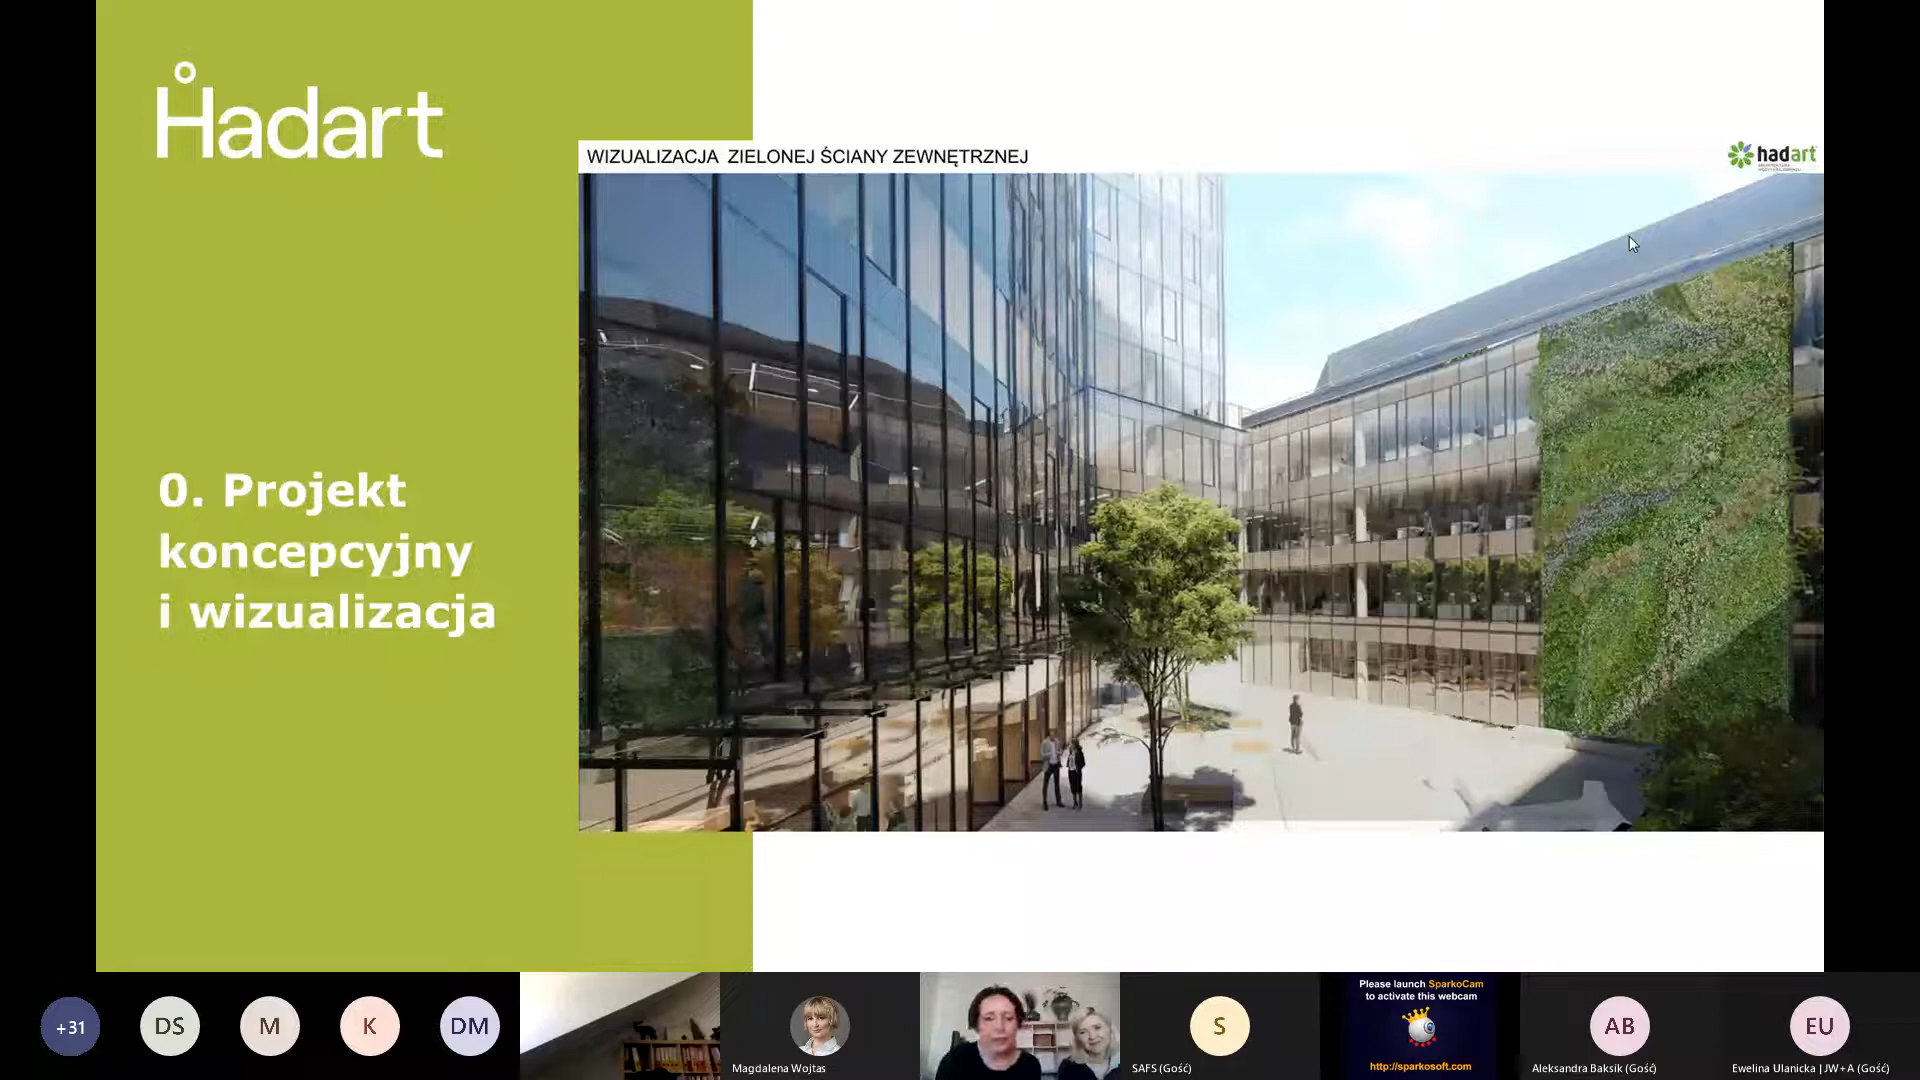 Hadart
WIZUALIZACJA ZIELONEJ ŚCIANY ZEWNĘTRZNEJ
hadart
0. Projekt
koncepcyjny
i wizualizacja
+31
DS
M
K
DM
Magdalena Wojtas
S
SAFS (Gość)
Please launch SparkoCam
to activate this webcam
http://sparkosoft.com
AB
Aleksandra Baksik (Gość)
EU
Ewelina Ulanicka |JW+A (Gość)